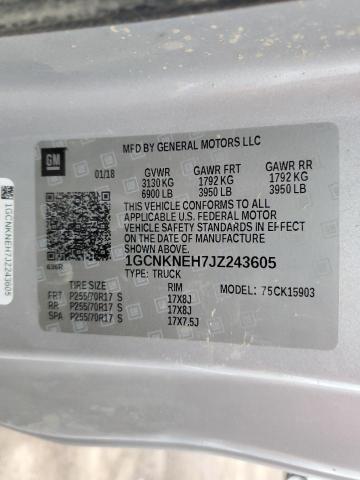 MFD BY GENERAL MOTORS LLC
GM
01/18
GVWR
GAWR FRT
GAWR RR
3130 KG
1792 KG
1792 KG
6900 LB
3950 LB
3950 LB
THIS VEHICLE CONFORMS TO ALL
APPLICABLE U.S. FEDERAL MOTOR
VEHICLE SAFETY STANDARDS IN EFFECT
ON THE DATE OF MANUFACTURE
SHOWN ABOVE.
1GCNKNEH7JZ243605
TYPE: TRUCK
636R
TIRE SIZE
RIM
MODEL: 75CK15903
FRT P255/70R17 S 17X8J
RR P255/70R17 S 17X8J
SPA P255/70R17 S 17X7.5J
1GCNKNEH7JZ243605